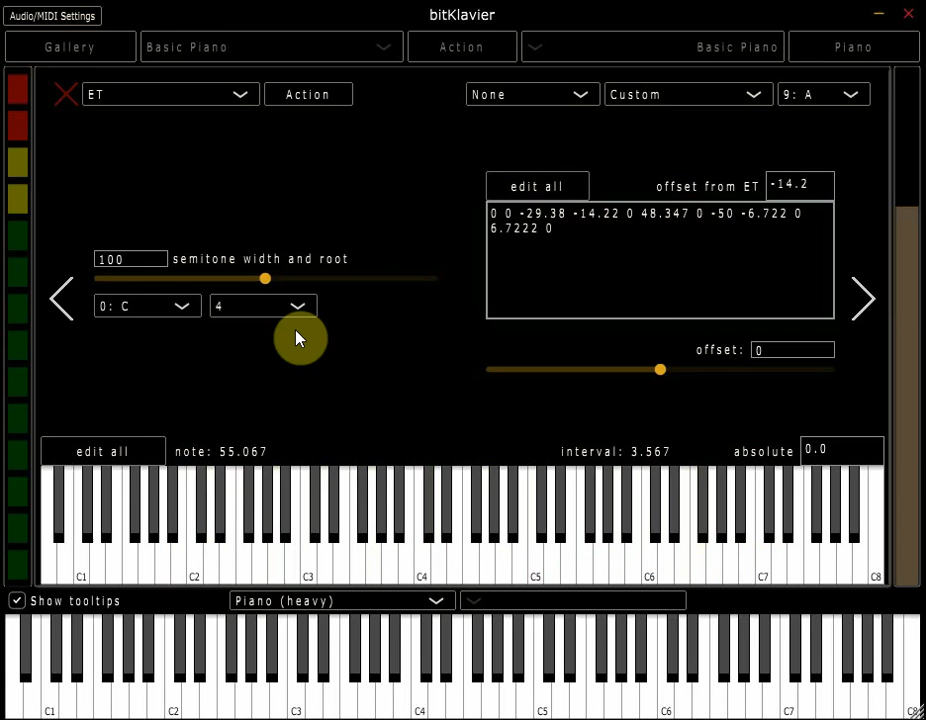 Audio/MIDI Settings
bitKlavier
Gallery
Basic Piano
Action
Basic Piano
Piano
ET
Action
None
Custom
9: A
edit all
offset from ET
-14.2
0 0 -29.38 -14.22 0 48.347 0 -50 -6.722 0
6.7222 0
100
semitone width and root
0: C
4
offset:
0
edit all
note: 55.067
interval: 3.567
absolute
0.0
C1
C2
C3
C4
C5
C6
C7
C8
Show tooltips
Piano (heavy)
C1
C2
C3
C4
C5
C6
C7
C8